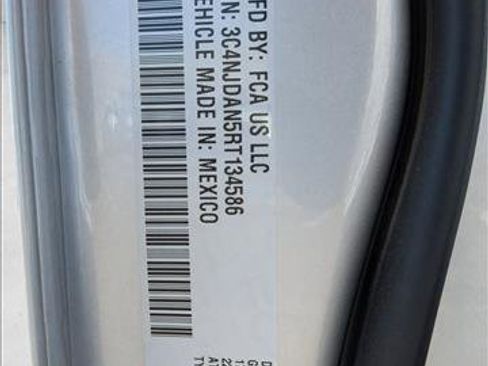 FD BY: FCA US LLC
N: 3C4NJDAN5RT134586
EHICLE MADE IN: MEXICO